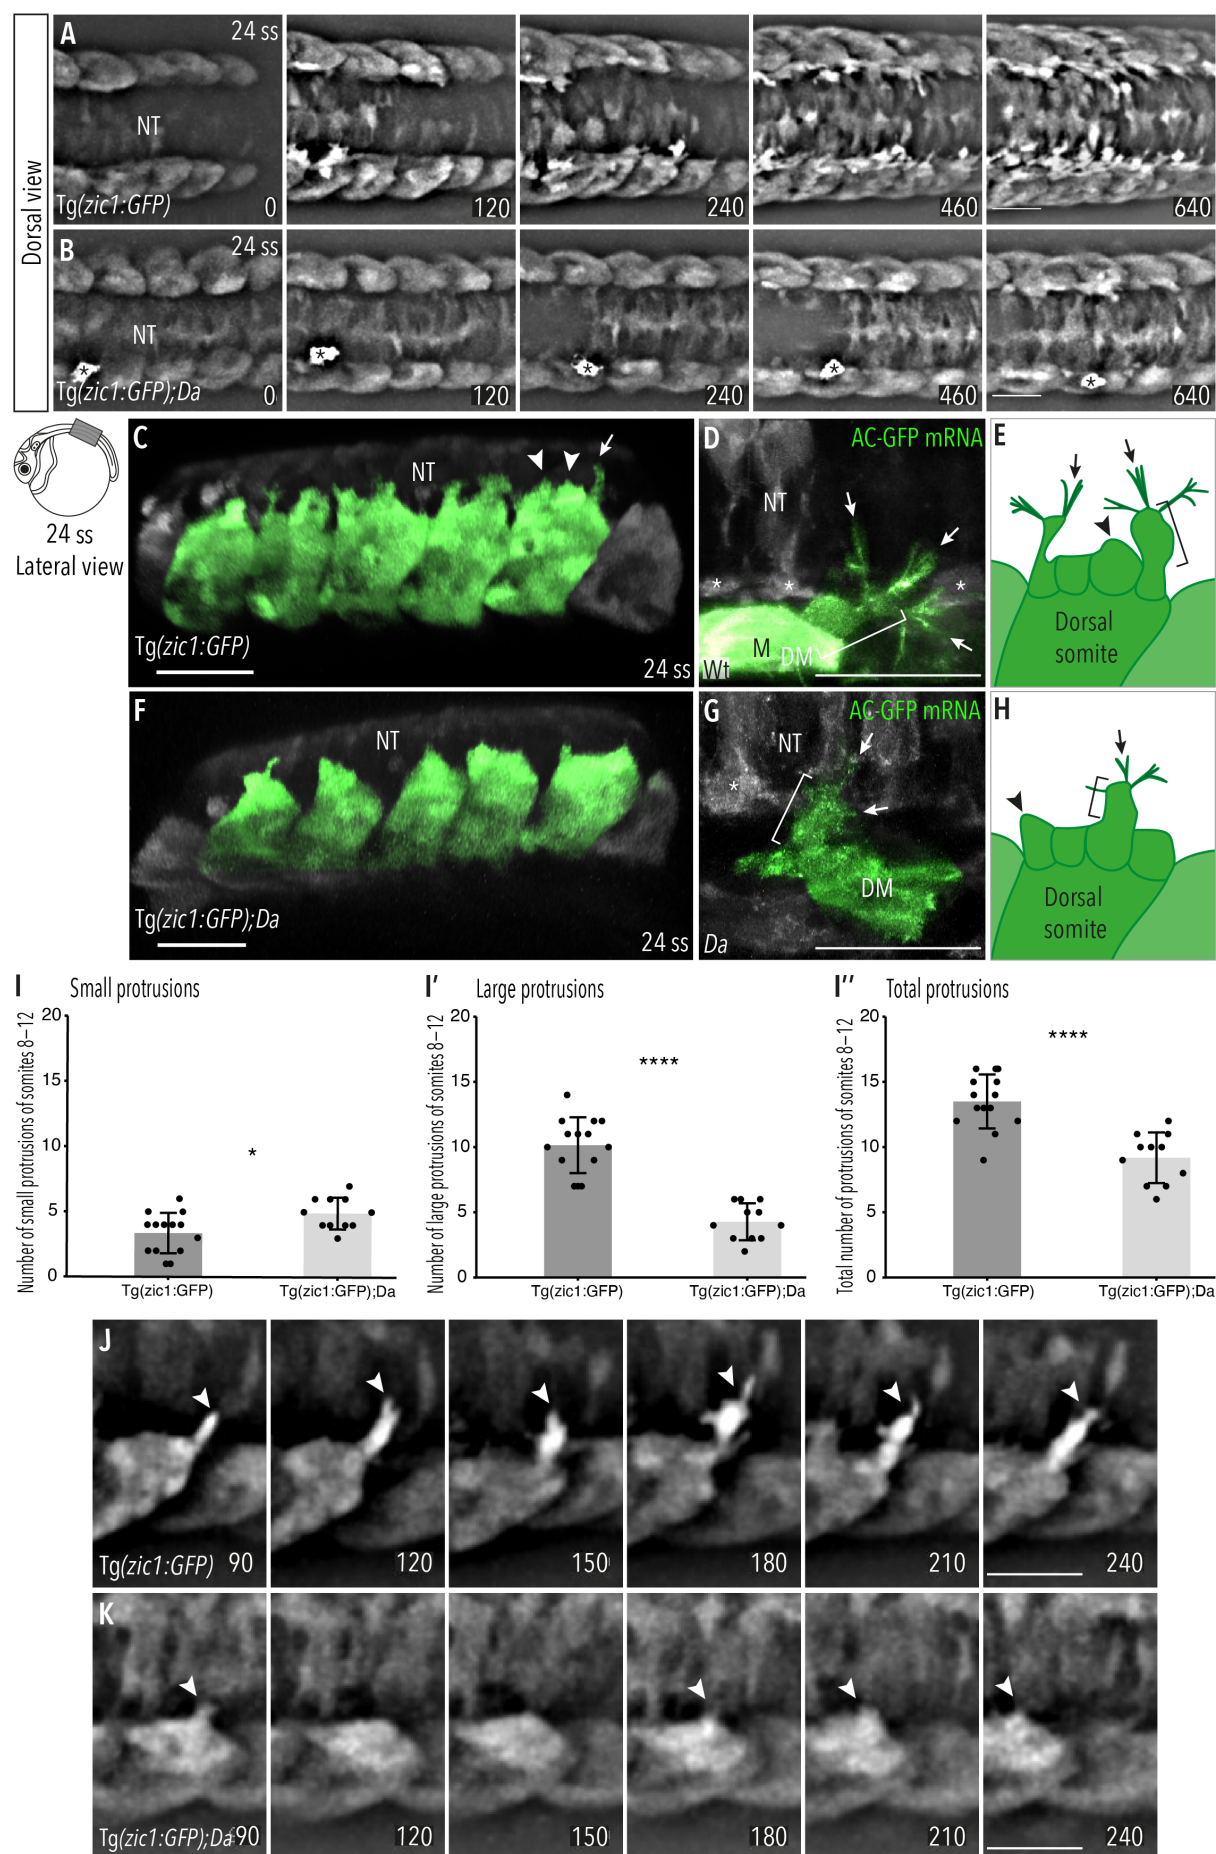 Dorsal view
A
24 ss
NT
Tg(zic1:GFP)
0
120
240
460
640
B
24 ss
NT
*
Tg(zic1:GFP);Da
0
*
120
*
240
*
460
*
640
24 ss
Lateral view
C
NT
Tg(zic1:GFP)
24 ss
D
AC-GFP mRNA
NT
* * *
M
DM
Wt
E
Dorsal
somite
F
NT
Tg(zic1:GFP);Da
24 ss
G
AC-GFP mRNA
NT
*
DM
Da
H
Dorsal
somite
I
Small protrusions
Number of small protrusions of somites 8–12
20
15
10
5
0
*
Tg(zic1:GFP)
Tg(zic1:GFP);Da
I′
Large protrusions
Number of large protrusions of somites 8–12
20
15
10
5
0
****
Tg(zic1:GFP)
Tg(zic1:GFP);Da
I″
Total protrusions
Total number of protrusions of somites 8–12
20
15
10
5
0
****
Tg(zic1:GFP)
Tg(zic1:GFP);Da
J
Tg(zic1:GFP)
90
120
150
180
210
240
K
Tg(zic1:GFP);Da
90
120
150
180
210
240